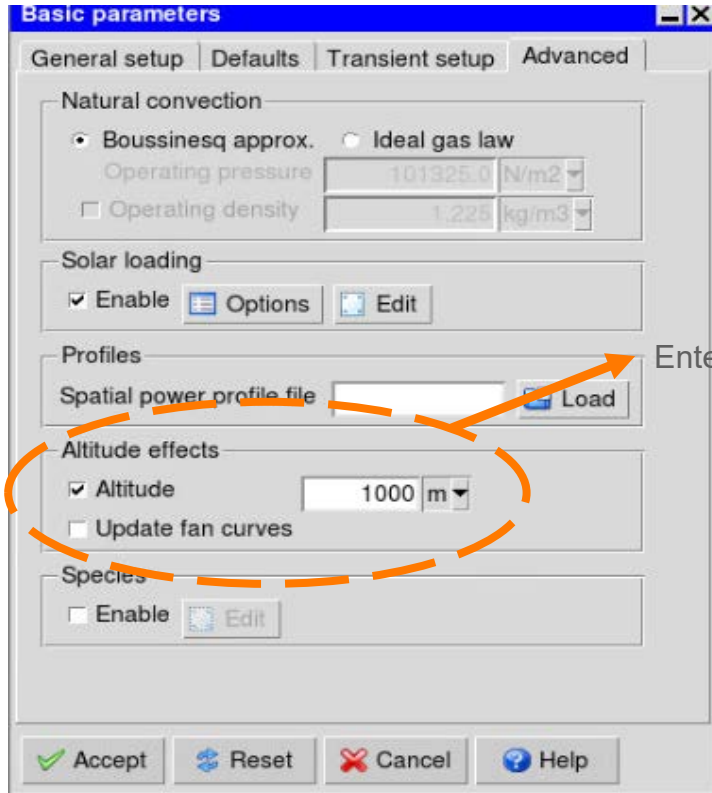 Basic parameters
General setup Defaults Transient setup Advanced
Natural convection
Boussinesq approx. Ideal gas law
Operating pressure 101325.0 N/m2
Operating density 1.225 kg/m3
Solar loading
Enable Options Edit
Profiles
Spatial power profile file Load
Altitude effects
Altitude 1000 m
Update fan curves
Species
Enable Edit
Accept Reset Cancel Help